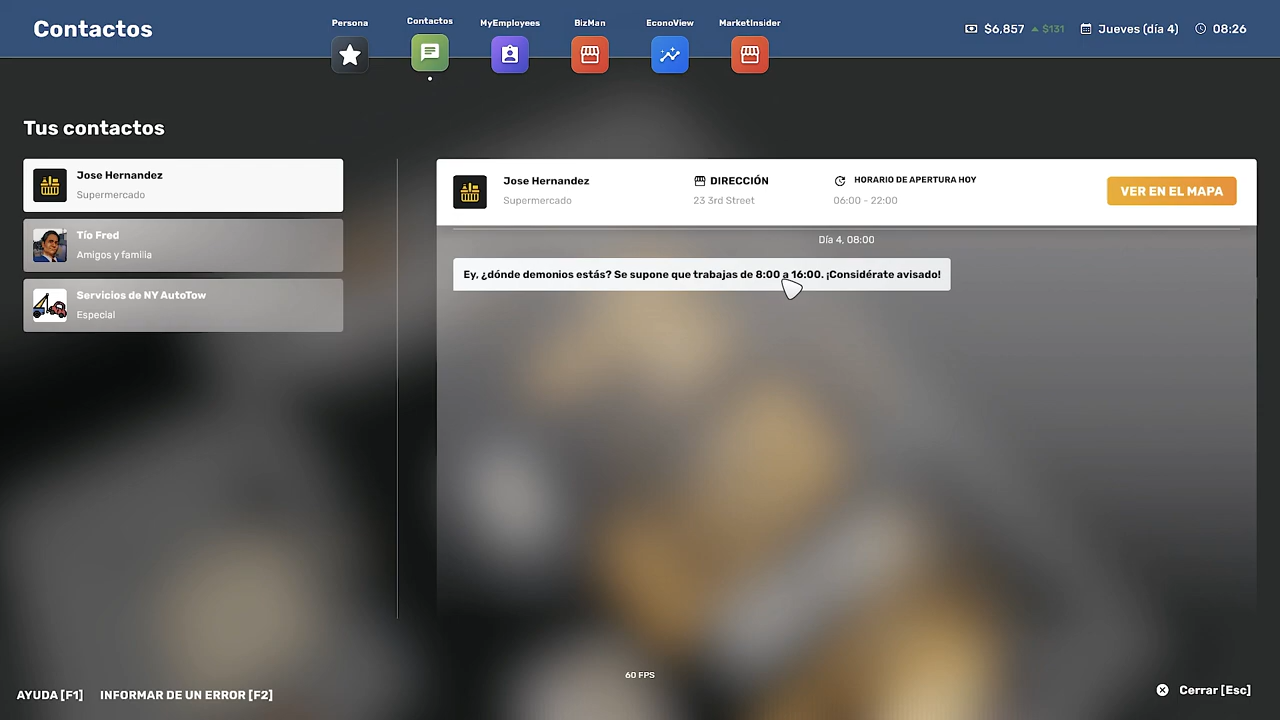 Contactos
Persona
Contactos
MyEmployees
BizMan
EconoView
MarketInsider
$6,857
$131
Jueves (día 4)
08:26
Tus contactos
Jose Hernandez
Supermercado
Tío Fred
Amigos y familia
Servicios de NY AutoTow
Especial
Jose Hernandez
Supermercado
DIRECCIÓN
23 3rd Street
HORARIO DE APERTURA HOY
06:00 - 22:00
VER EN EL MAPA
Día 4, 08:00
Ey, ¿dónde demonios estás? Se supone que trabajas de 8:00 a 16:00. ¡Considérate avisado!
60 FPS
AYUDA [F1]
INFORMAR DE UN ERROR [F2]
Cerrar [Esc]